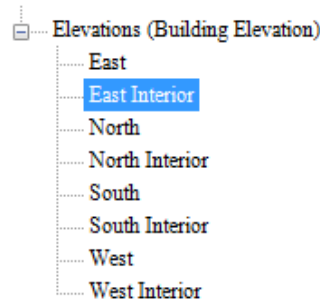 Elevations (Building Elevation)
East
East Interior
North
North Interior
South
South Interior
West
West Interior